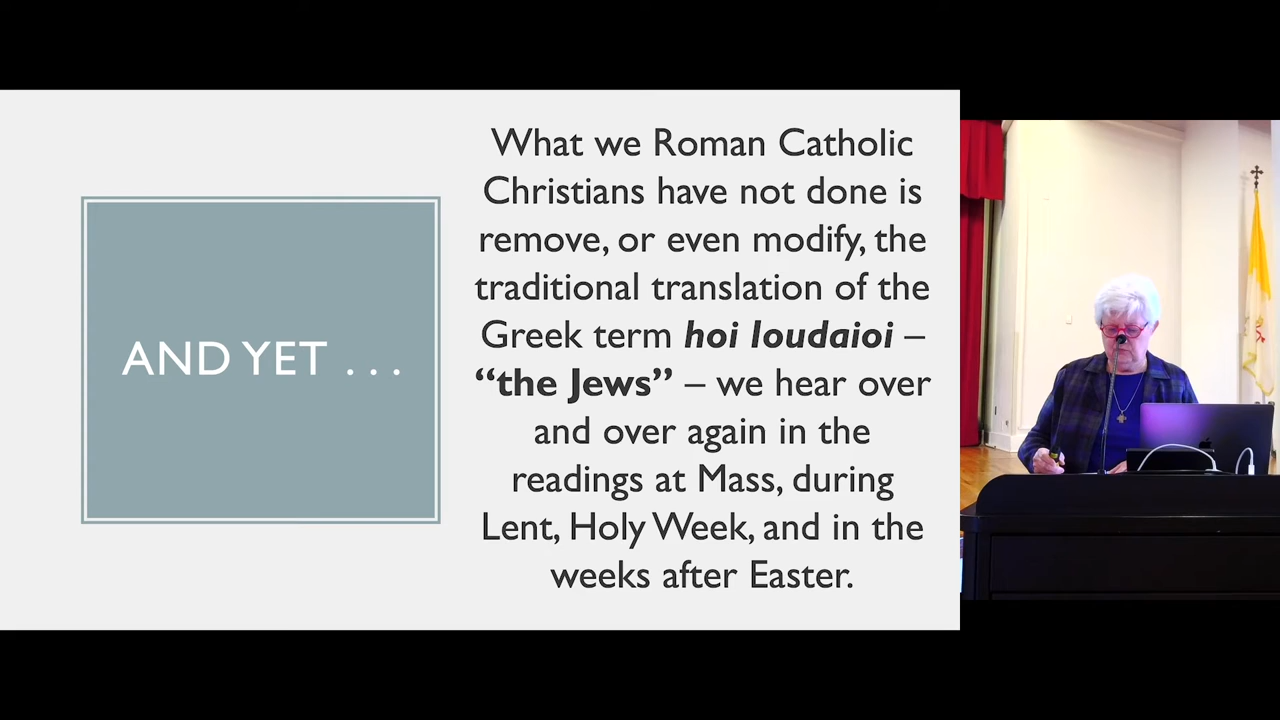 AND YET . . .
What we Roman Catholic
Christians have not done is
remove, or even modify, the
traditional translation of the
Greek term hoi Ioudaioi –
“the Jews” – we hear over
and over again in the
readings at Mass, during
Lent, Holy Week, and in the
weeks after Easter.